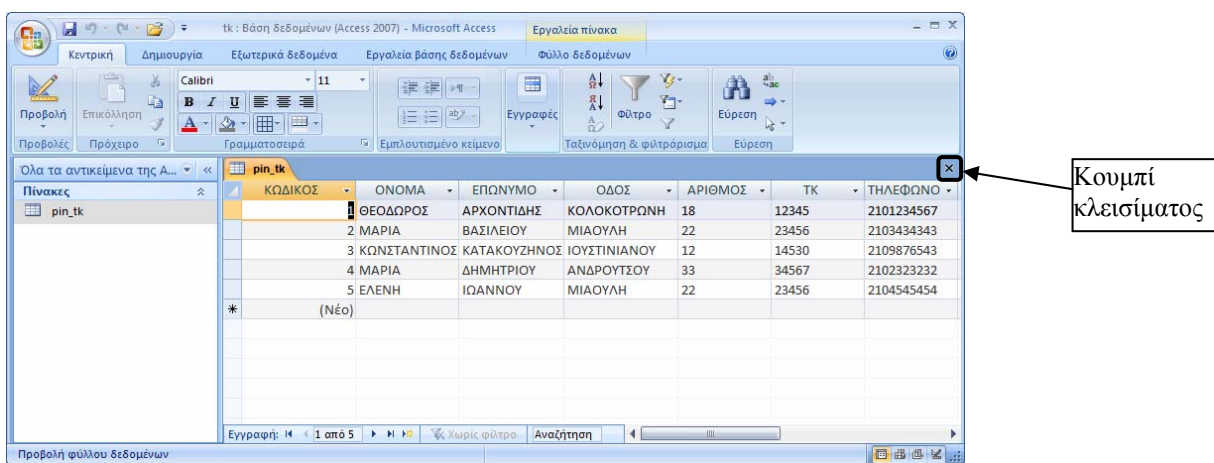 tk : Βάση δεδομένων (Access 2007) - Microsoft Access Εργαλεία πίνακα
Κεντρική Δημιουργία Εξωτερικά δεδομένα Εργαλεία βάσης δεδομένων Φύλλο δεδομένων
Calibri 11
Προβολή Επικόλληση B I U Εγγραφές Φίλτρο Εύρεση
Προβολές Πρόχειρο Γραμματοσειρά Εμπλουτισμένο κείμενο Ταξινόμηση & φιλτράρισμα Εύρεση
Όλα τα αντικείμενα της A... « pin_tk
Πίνακες
pin_tk
ΚΩΔΙΚΟΣ ΟΝΟΜΑ ΕΠΩΝΥΜΟ ΟΔΟΣ ΑΡΙΘΜΟΣ ΤΚ ΤΗΛΕΦΩΝΟ
1 ΘΕΟΔΩΡΟΣ ΑΡΧΟΝΤΙΔΗΣ ΚΟΛΟΚΟΤΡΩΝΗ 18 12345 2101234567
2 ΜΑΡΙΑ ΒΑΣΙΛΕΙΟΥ ΜΙΑΟΥΛΗ 22 23456 2103434343
3 ΚΩΝΣΤΑΝΤΙΝΟΣ ΚΑΤΑΚΟΥΖΗΝΟΣ ΙΟΥΣΤΙΝΙΑΝΟΥ 12 14530 2109876543
4 ΜΑΡΙΑ ΔΗΜΗΤΡΙΟΥ ΑΝΔΡΟΥΤΣΟΥ 33 34567 2102323232
5 ΕΛΕΝΗ ΙΩΑΝΝΟΥ ΜΙΑΟΥΛΗ 22 23456 2104545454
(Νέο)
Εγγραφή: 1 από 5 Χωρίς φίλτρο Αναζήτηση
Προβολή φύλλου δεδομένων
Κουμπί
κλεισίματος